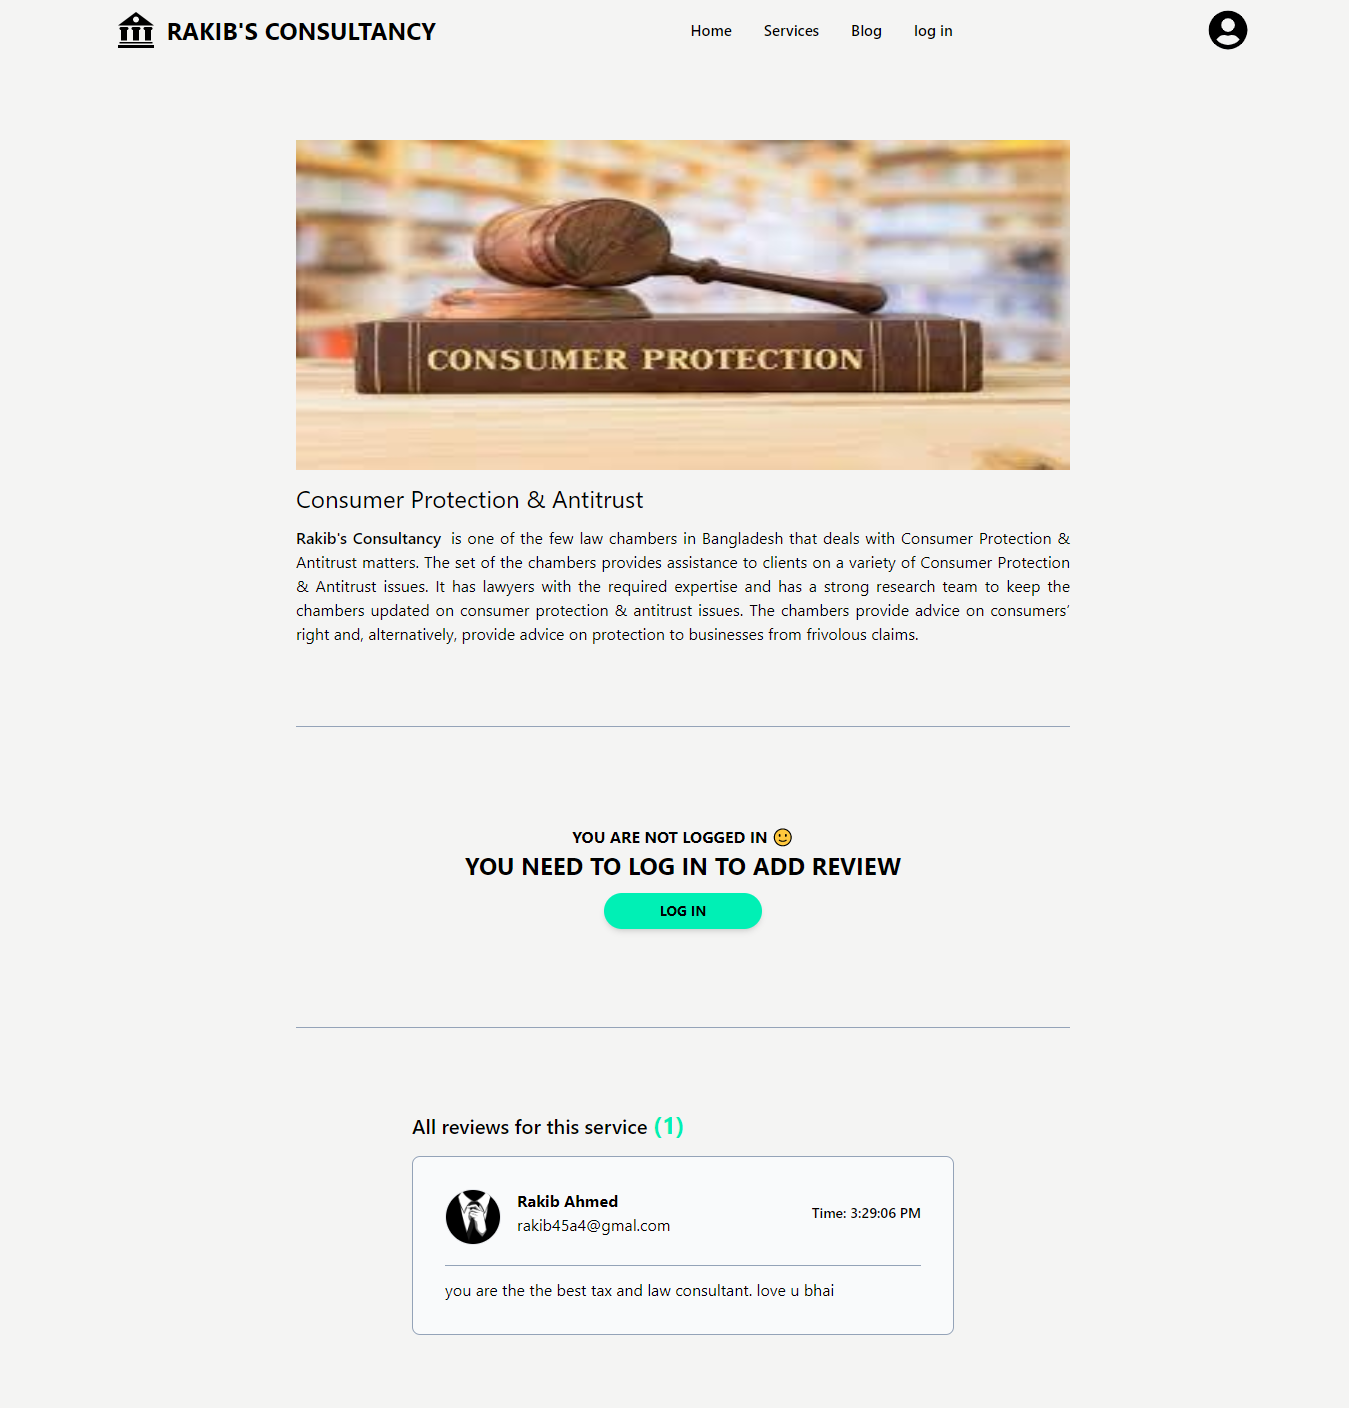 RAKIB'S CONSULTANCY
Home Services Blog log in
CONSUMER PROTECTION
Consumer Protection & Antitrust
Rakib's Consultancy is one of the few law chambers in Bangladesh that deals with Consumer Protection &
Antitrust matters. The set of the chambers provides assistance to clients on a variety of Consumer Protection
& Antitrust issues. It has lawyers with the required expertise and has a strong research team to keep the
chambers updated on consumer protection & antitrust issues. The chambers provide advice on consumers’
right and, alternatively, provide advice on protection to businesses from frivolous claims.
YOU ARE NOT LOGGED IN 🙂
YOU NEED TO LOG IN TO ADD REVIEW
LOG IN
All reviews for this service (1)
Rakib Ahmed
rakib45a4@gmal.com
Time: 3:29:06 PM
you are the the best tax and law consultant. love u bhai